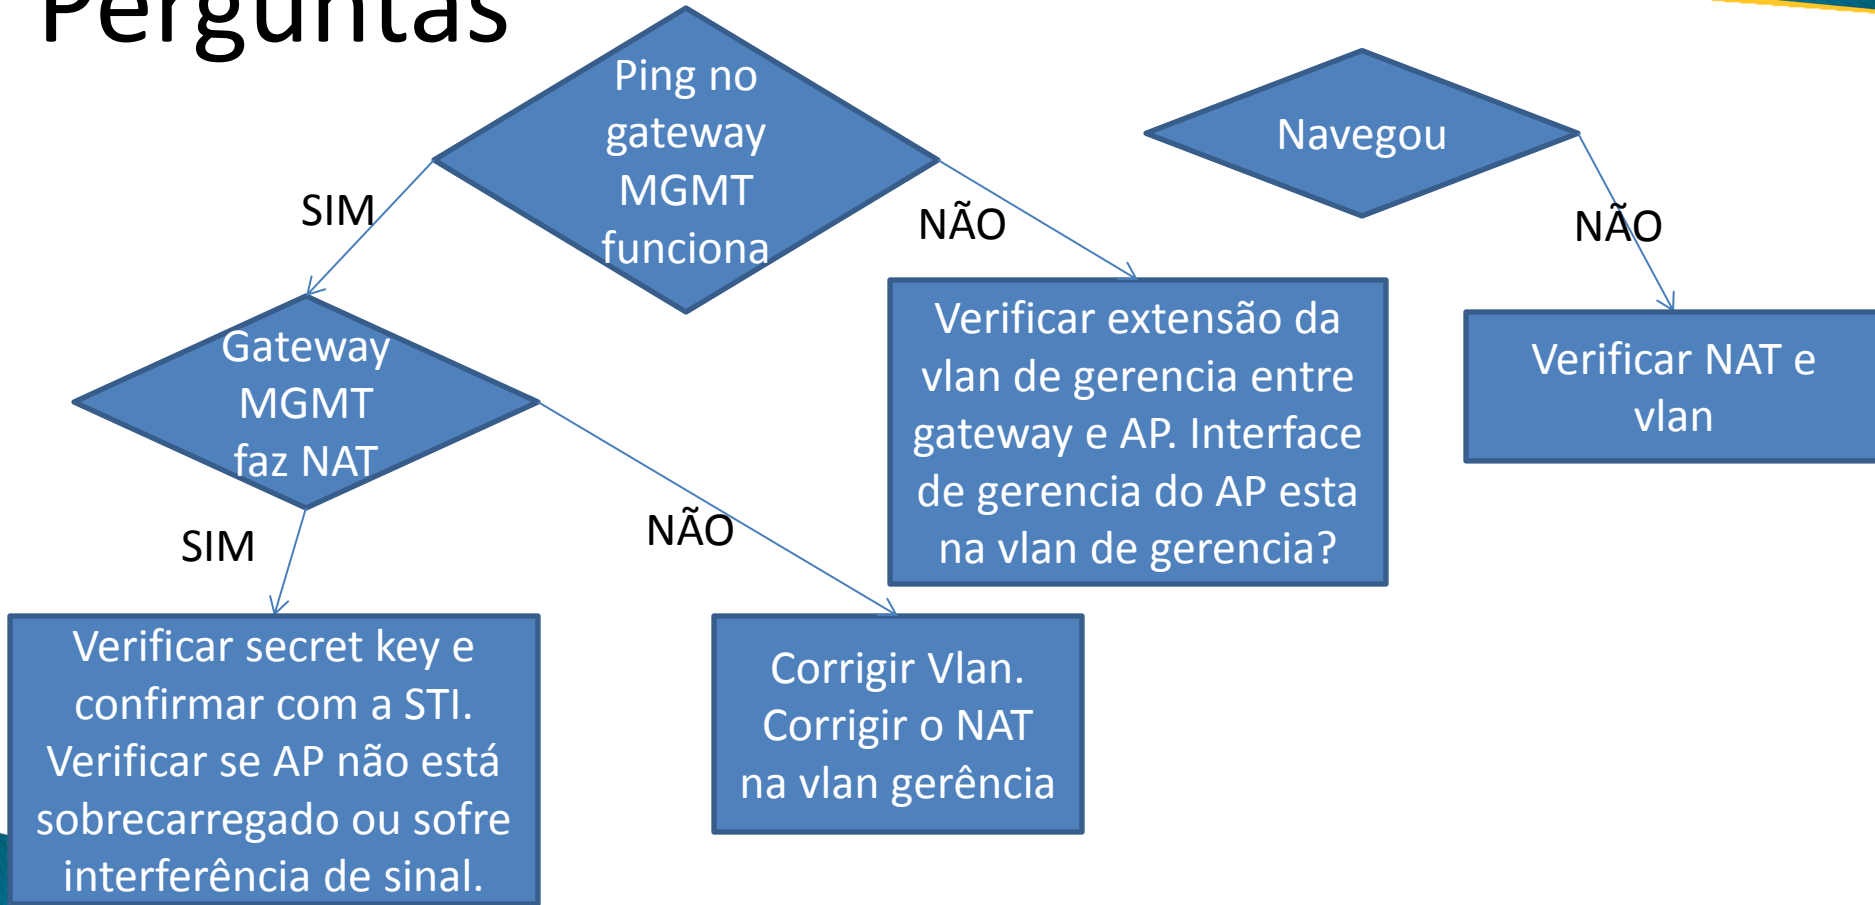 Perguntas
Ping no
gateway
MGMT
funciona
Navegou
SIM
NÃO
NÃO
Gateway
MGMT
faz NAT
Verificar extensão da
vlan de gerencia entre
gateway e AP. Interface
de gerencia do AP esta
na vlan de gerencia?
Verificar NAT e
vlan
SIM
NÃO
Verificar secret key e
confirmar com a STI.
Verificar se AP não está
sobrecarregado ou sofre
interferência de sinal.
Corrigir Vlan.
Corrigir o NAT
na vlan gerência